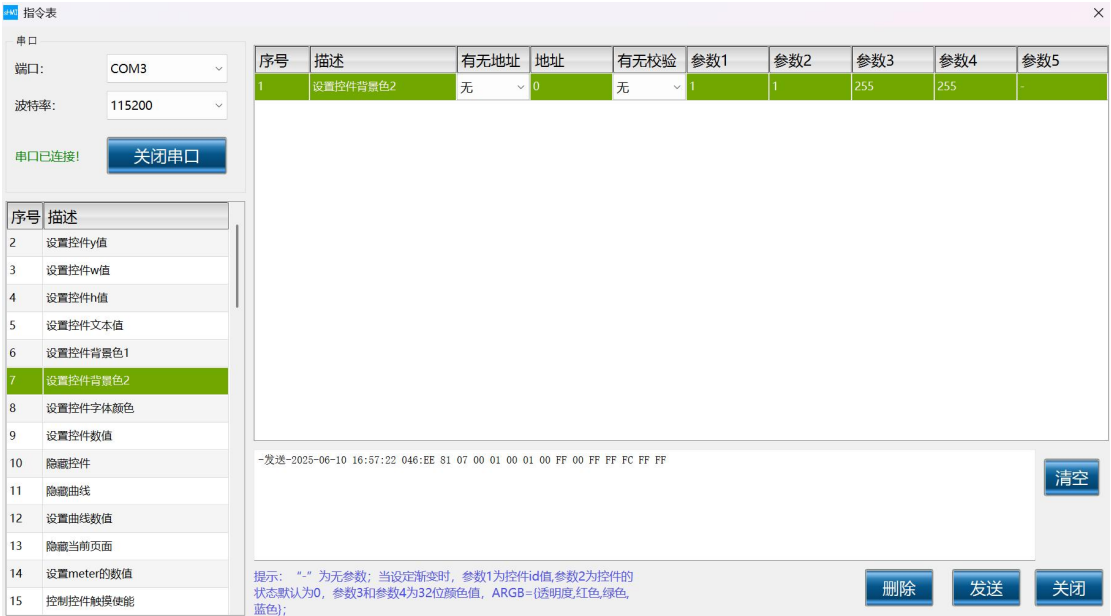 eHMI 指令表
串口
端口: COM3
波特率: 115200
串口已连接! 关闭串口
序号 描述
2 设置控件y值
3 设置控件w值
4 设置控件h值
5 设置控件文本值
6 设置控件背景色1
7 设置控件背景色2
8 设置控件字体颜色
9 设置控件数值
10 隐藏控件
11 隐藏曲线
12 设置曲线数值
13 隐藏当前页面
14 设置meter的数值
15 控制控件触摸使能
序号 描述 有无地址 地址 有无校验 参数1 参数2 参数3 参数4 参数5
1 设置控件背景色2 无 0 无 1 1 255 255 -
-发送-2025-06-10 16:57:22 046:EE 81 07 00 01 00 01 00 FF 00 FF FF FC FF FF
清空
提示: “-”为无参数; 当设定渐变时, 参数1为控件id值,参数2为控件的
状态默认为0, 参数3和参数4为32位颜色值, ARGB={透明度,红色,绿色,
蓝色};
删除 发送 关闭